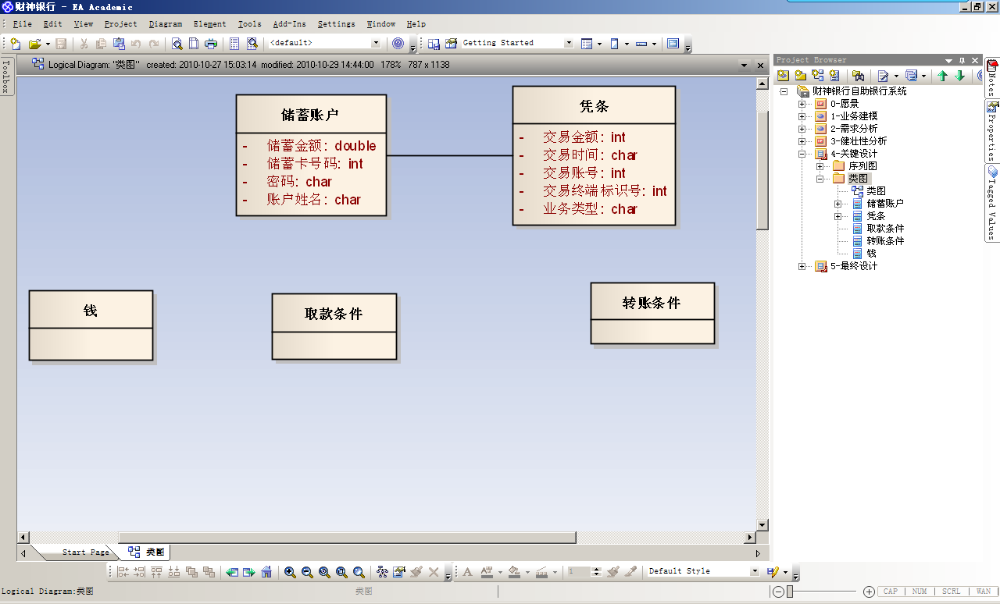 财神银行 - EA Academic
File Edit View Project Diagram Element Tools Add-Ins Settings Window Help
<default>
Getting Started
Toolbox
Logical Diagram: "类图" created: 2010-10-27 15:03:14 modified: 2010-10-29 14:44:00 178% 787 x 1138
储蓄账户
- 储蓄金额: double
- 储蓄卡号码: int
- 密码: char
- 账户姓名: char
凭条
- 交易金额: int
- 交易时间: char
- 交易账号: int
- 交易终端标识号: int
- 业务类型: char
钱
取款条件
转账条件
Project Browser
财神银行自助银行系统
0-愿景
1-业务建模
2-需求分析
3-健壮性分析
4-关键设计
序列图
类图
类图
储蓄账户
凭条
取款条件
转账条件
钱
5-最终设计
Notes
Properties
Tagged Values
Start Page
类图
1
Default Style
Logical Diagram:类图
类图
CAP NUM SCRL WAN